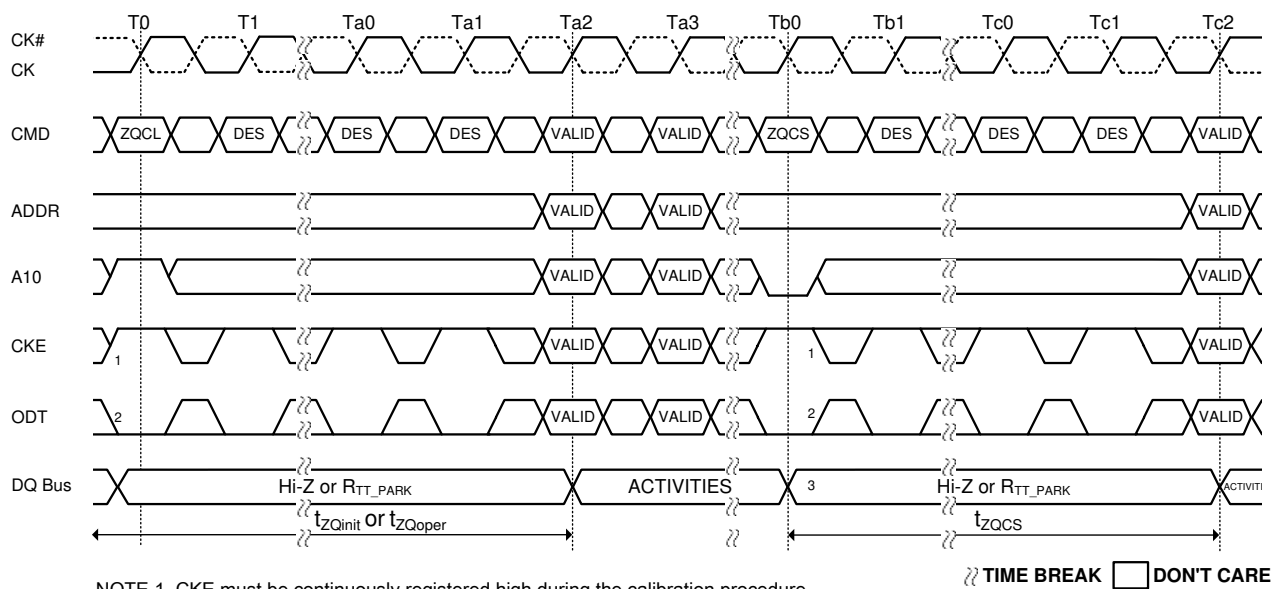 T0 T1 Ta0 Ta1 Ta2 Ta3 Tb0 Tb1 Tc0 Tc1 Tc2
CK#
CK
CMD ZQCL DES DES DES VALID VALID ZQCS DES DES DES VALID
ADDR VALID VALID VALID
A10 VALID VALID VALID
CKE 1 VALID VALID 1 VALID
ODT 2 VALID VALID 2 VALID
DQ Bus Hi-Z or RTT_PARK ACTIVITIES 3 Hi-Z or RTT_PARK
tZQinit or tZQoper tZQCS
TIME BREAK DON'T CARE
NOTE 1 CKE must be continuously registered high during the calibration procedure